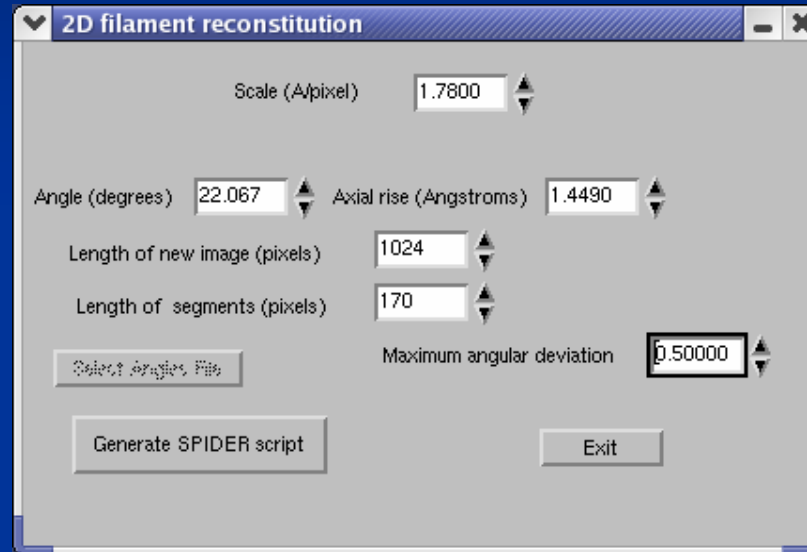 2D filament reconstitution
Scale (A/pixel) 1.7800
Angle (degrees) 22.067 Axial rise (Angstroms) 1.4490
Length of new image (pixels) 1024
Length of segments (pixels) 170
Maximum angular deviation 0.50000
Select Angles File
Generate SPIDER script Exit